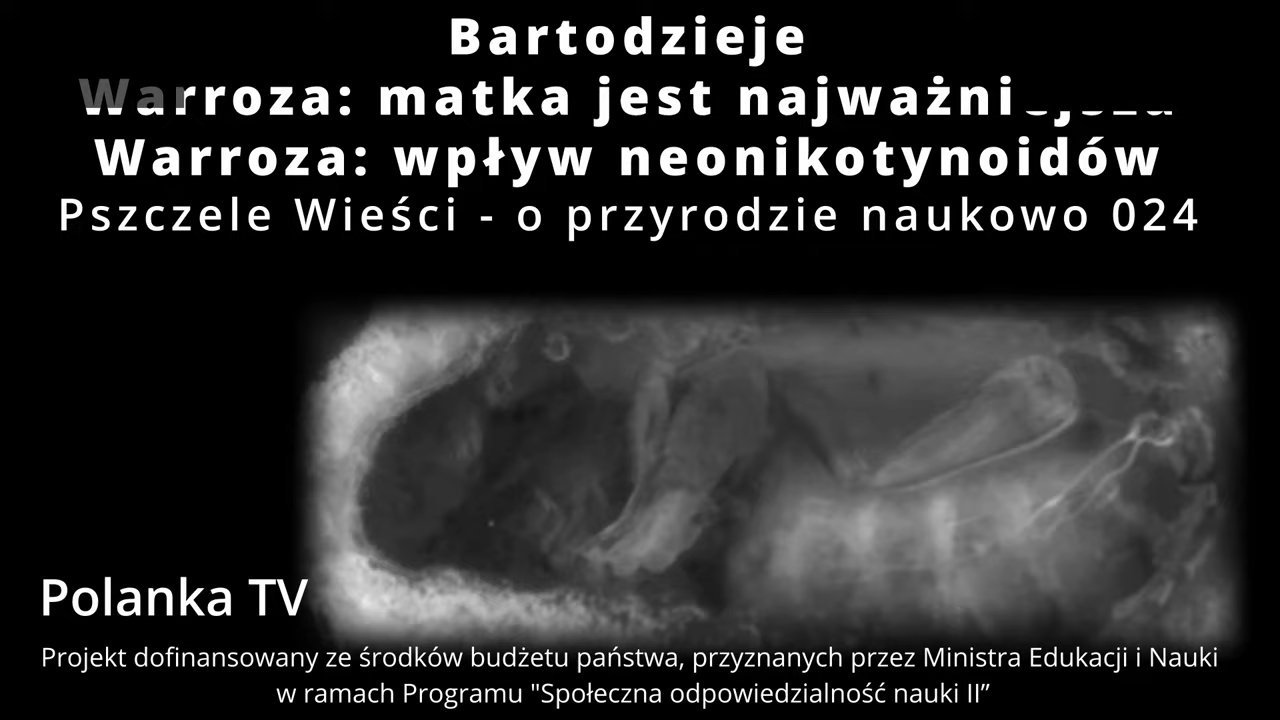 Bartodzieje
Warroza: matka jest najważniejsza
Warroza: wpływ neonikotynoidów
Pszczele Wieści - o przyrodzie naukowo 024
Polanka TV
Projekt dofinansowany ze środków budżetu państwa, przyznanych przez Ministra Edukacji i Nauki
w ramach Programu "Społeczna odpowiedzialność nauki II”